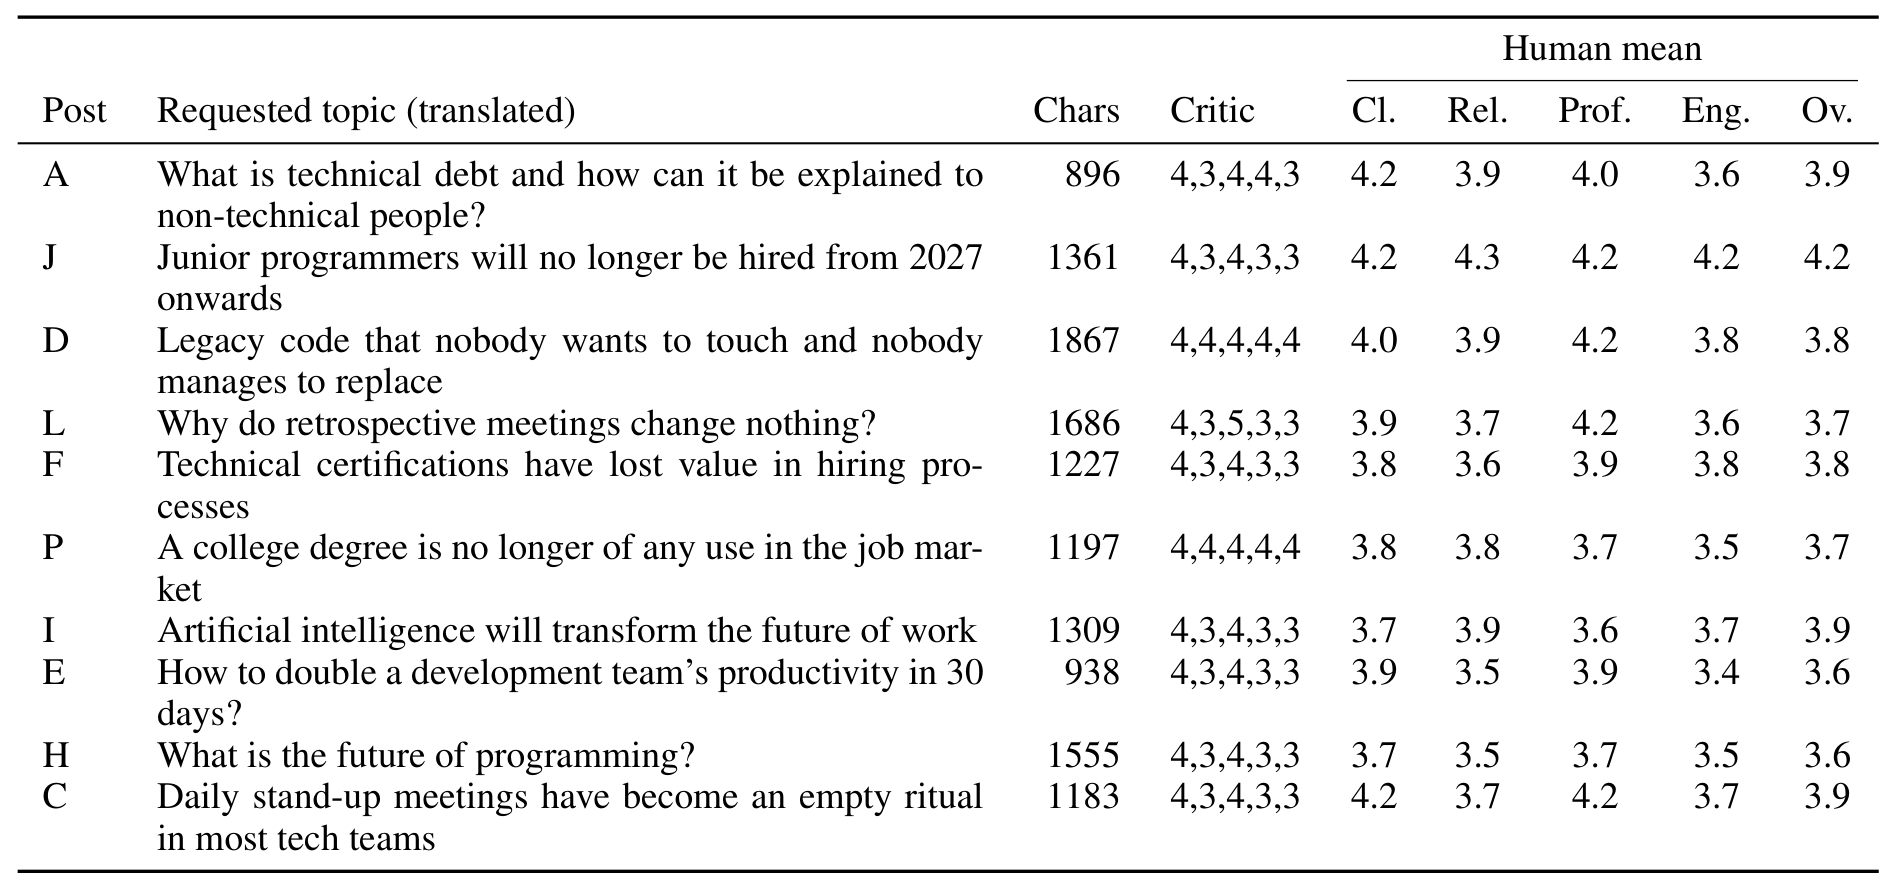 Human mean
Post Requested topic (translated) Chars Critic Cl. Rel. Prof. Eng. Ov.
A What is technical debt and how can it be explained to 896 4,3,4,4,3 4.2 3.9 4.0 3.6 3.9
non-technical people?
J Junior programmers will no longer be hired from 2027 1361 4,3,4,3,3 4.2 4.3 4.2 4.2 4.2
onwards
D Legacy code that nobody wants to touch and nobody 1867 4,4,4,4,4 4.0 3.9 4.2 3.8 3.8
manages to replace
L Why do retrospective meetings change nothing? 1686 4,3,5,3,3 3.9 3.7 4.2 3.6 3.7
F Technical certifications have lost value in hiring pro- 1227 4,3,4,3,3 3.8 3.6 3.9 3.8 3.8
cesses
P A college degree is no longer of any use in the job mar- 1197 4,4,4,4,4 3.8 3.8 3.7 3.5 3.7
ket
I Artificial intelligence will transform the future of work 1309 4,3,4,3,3 3.7 3.9 3.6 3.7 3.9
E How to double a development team's productivity in 30 938 4,3,4,3,3 3.9 3.5 3.9 3.4 3.6
days?
H What is the future of programming? 1555 4,3,4,3,3 3.7 3.5 3.7 3.5 3.6
C Daily stand-up meetings have become an empty ritual 1183 4,3,4,3,3 4.2 3.7 4.2 3.7 3.9
in most tech teams